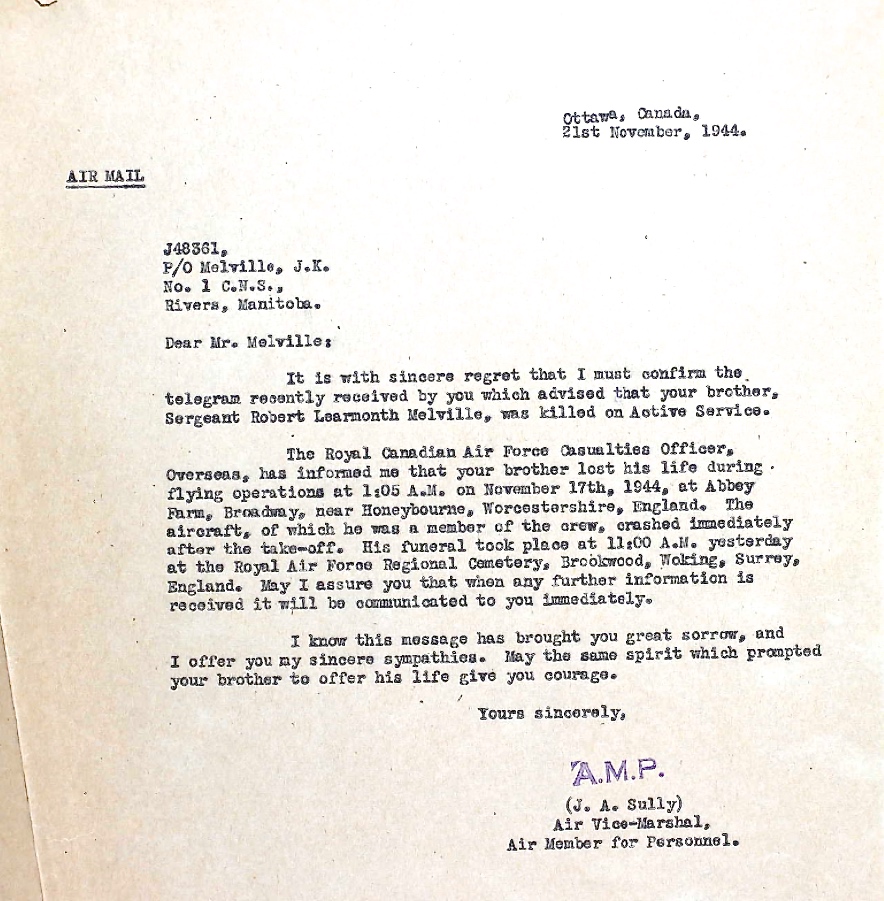 Ottawa, Canada,
21st November, 1944.
AIR MAIL
J48361,
P/O Melville, J.K.
No. 1 C.N.S.,
Rivers, Manitoba.
Dear Mr. Melville:
It is with sincere regret that I must confirm the
telegram recently received by you which advised that your brother,
Sergeant Robert Learmonth Melville, was killed on Active Service.
The Royal Canadian Air Force Casualties Officer,
Overseas, has informed me that your brother lost his life during
flying operations at 1:05 A.M. on November 17th, 1944, at Abbey
Farm, Broadway, near Honeybourne, Worcestershire, England. The
aircraft, of which he was a member of the crew, crashed immediately
after the take-off. His funeral took place at 11:00 A.M. yesterday
at the Royal Air Force Regional Cemetery, Brookwood, Woking, Surrey,
England. May I assure you that when any further information is
received it will be communicated to you immediately.
I know this message has brought you great sorrow, and
I offer you my sincere sympathies. May the same spirit which prompted
your brother to offer his life give you courage.
Yours sincerely,
A.M.P.
(J. A. Sully)
Air Vice-Marshal,
Air Member for Personnel.